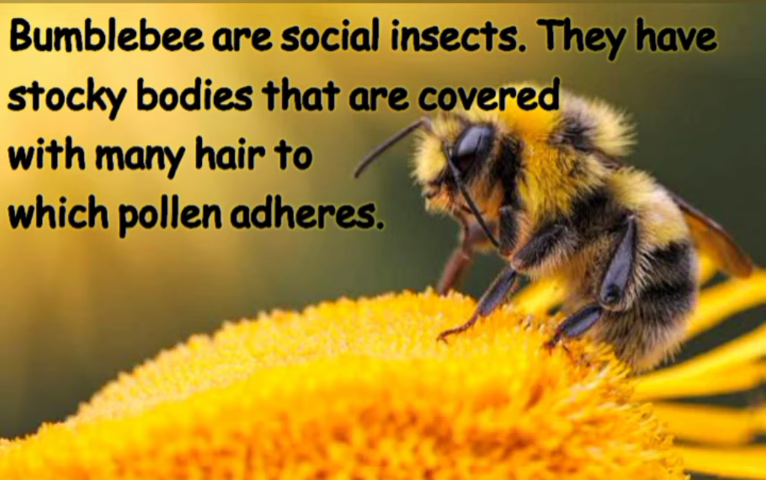 Bumblebee are social insects. They have
stocky bodies that are covered
with many hair to
which pollen adheres.